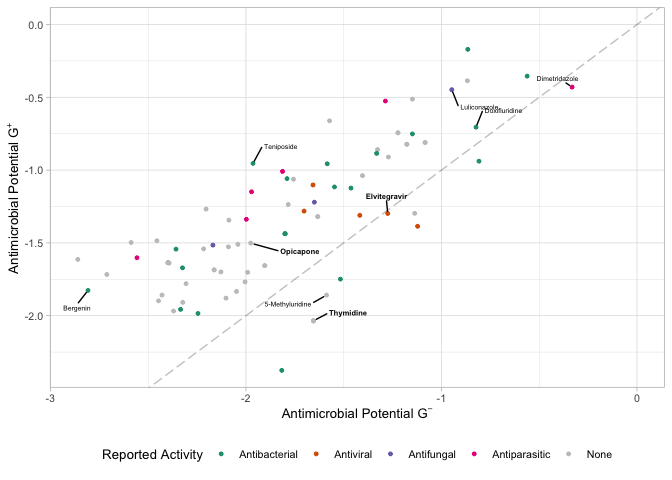 0.0
-0.5
-1.0
-1.5
-2.0
Antimicrobial Potential G+
Dimetridazole
Luliconazole
Doxifluridine
Teniposide
Elvitegravir
Opicapone
Bergenin
5-Methyluridine
Thymidine
-3
-2
-1
0
Antimicrobial Potential G−
Reported Activity
Antibacterial
Antiviral
Antifungal
Antiparasitic
None